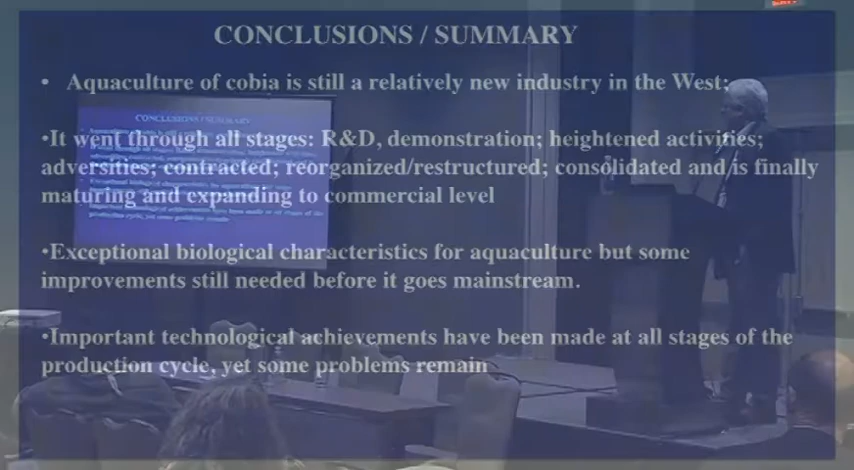 CONCLUSIONS / SUMMARY
• Aquaculture of cobia is still a relatively new industry in the West;
•It went through all stages: R&D, demonstration; heightened activities;
adversities; contracted; reorganized/restructured; consolidated and is finally
maturing and expanding to commercial level
•Exceptional biological characteristics for aquaculture but some
improvements still needed before it goes mainstream.
•Important technological achievements have been made at all stages of the
production cycle, yet some problems remain
CONCLUSIONS / SUMMARY